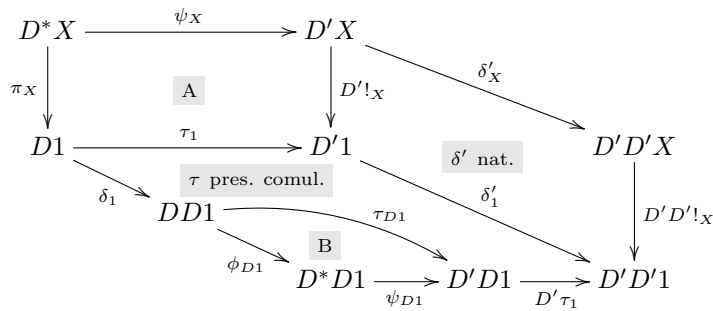 D*X ψ_X D′X
π_X A D′!_X δ′_X
D1 τ_1 D′1 δ′ nat. D′D′X
τ pres. comul.
δ_1 DD1 τ_{D1} δ′_1 D′D′!_X
φ_{D1} B
D*D1 ψ_{D1} D′D1 D′τ_1 D′D′1